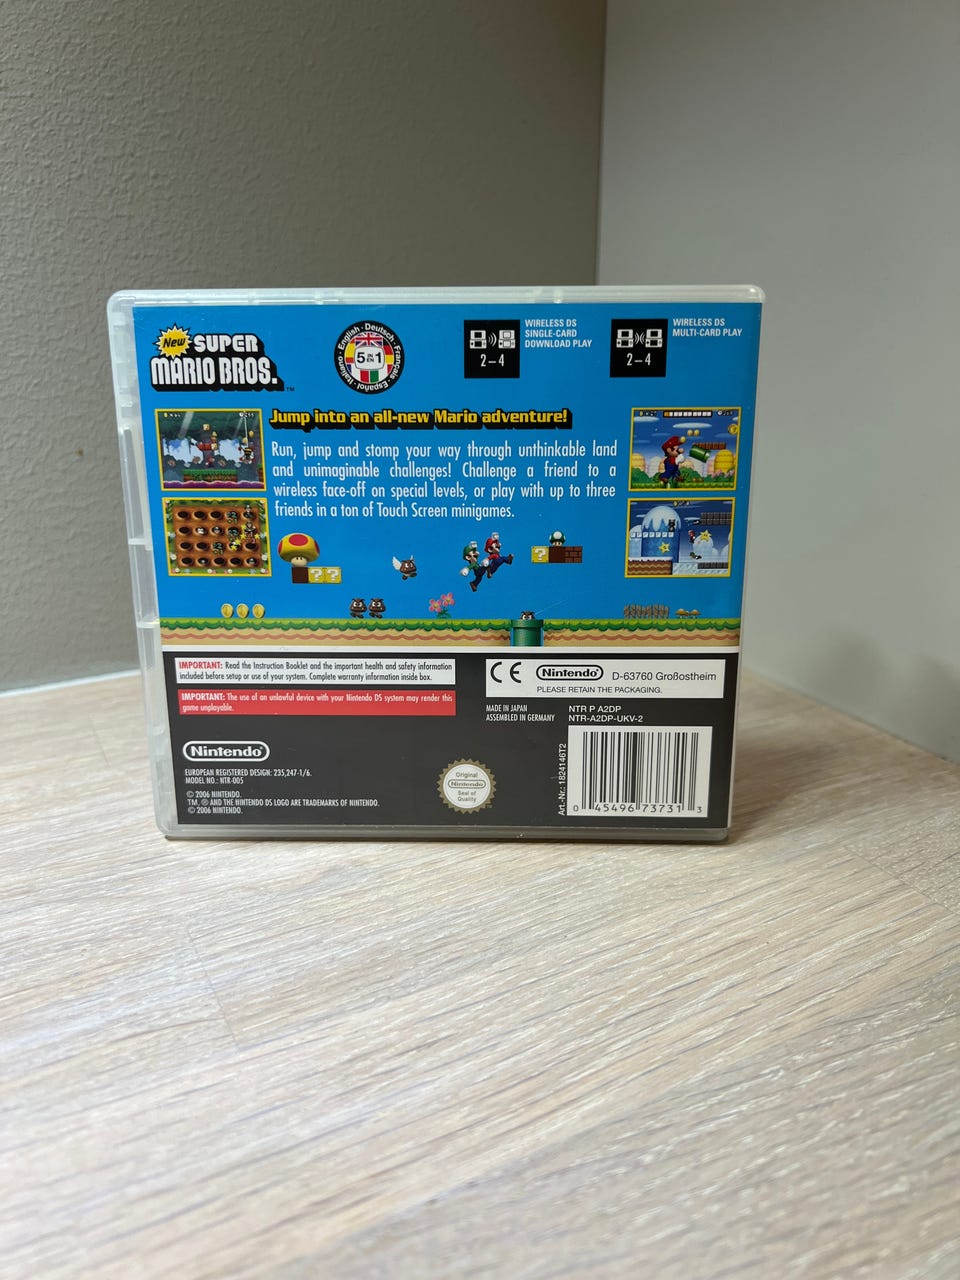 New SUPER
MARIO BROS.™
English · Deutsch · Français · Español · Italiano ·
5 IN 1
WIRELESS DS
SINGLE-CARD
DOWNLOAD PLAY
2–4
WIRELESS DS
MULTI-CARD PLAY
2–4
Jump into an all-new Mario adventure!
Run, jump and stomp your way through unthinkable land
and unimaginable challenges! Challenge a friend to a
wireless face-off on special levels, or play with up to three
friends in a ton of Touch Screen minigames.
IMPORTANT: Read the Instruction Booklet and the important health and safety information
included before setup or use of your system. Complete warranty information inside box.
IMPORTANT: The use of an unlawful device with your Nintendo DS system may render this
game unplayable.
CE Nintendo® D-63760 Großostheim
PLEASE RETAIN THE PACKAGING.
MADE IN JAPAN
ASSEMBLED IN GERMANY
NTR P A2DP
NTR-A2DP-UKV-2
Nintendo®
EUROPEAN REGISTERED DESIGN: 235,247-1/6.
MODEL NO.: NTR-005
© 2006 NINTENDO.
TM, ® AND THE NINTENDO DS LOGO ARE TRADEMARKS OF NINTENDO.
© 2006 NINTENDO.
Original
Nintendo
Seal of
Quality
Art.-Nr.: 1824146T2
0 45496 73731 3